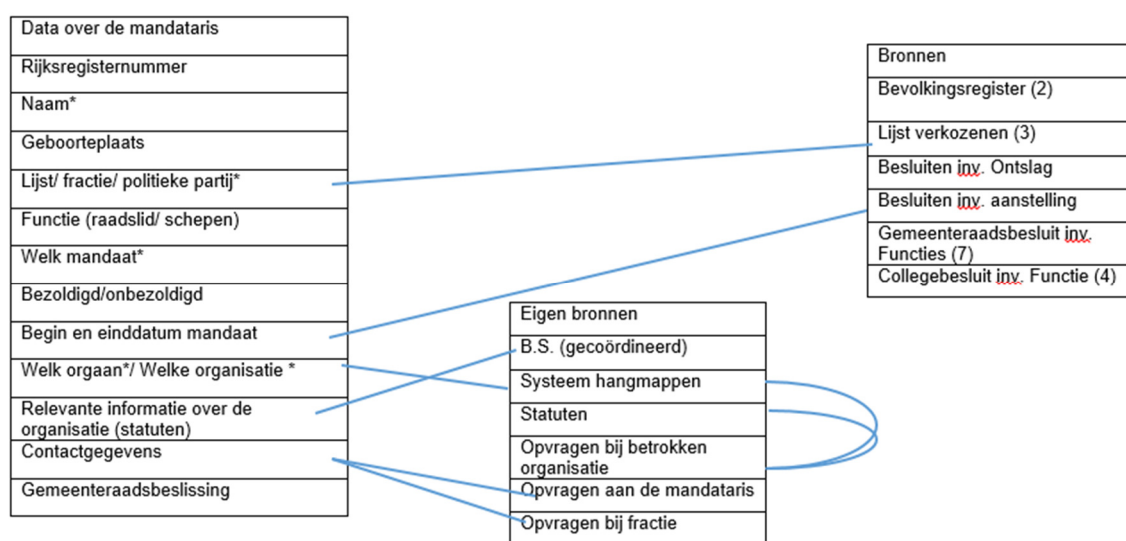 Data over de mandataris
Rijksregisternummer
Naam*
Geboorteplaats
Lijst/ fractie/ politieke partij*
Functie (raadslid/ schepen)
Welk mandaat*
Bezoldigd/onbezoldigd
Begin en einddatum mandaat
Welk orgaan*/ Welke organisatie *
Relevante informatie over de
organisatie (statuten)
Contactgegevens
Gemeenteraadsbeslissing
Eigen bronnen
B.S. (gecoördineerd)
Systeem hangmappen
Statuten
Opvragen bij betrokken
organisatie
Opvragen aan de mandataris
Opvragen bij fractie
Bronnen
Bevolkingsregister (2)
Lijst verkozenen (3)
Besluiten inv. Ontslag
Besluiten inv. aanstelling
Gemeenteraadsbesluit inv.
Functies (7)
Collegebesluit inv. Functie (4)